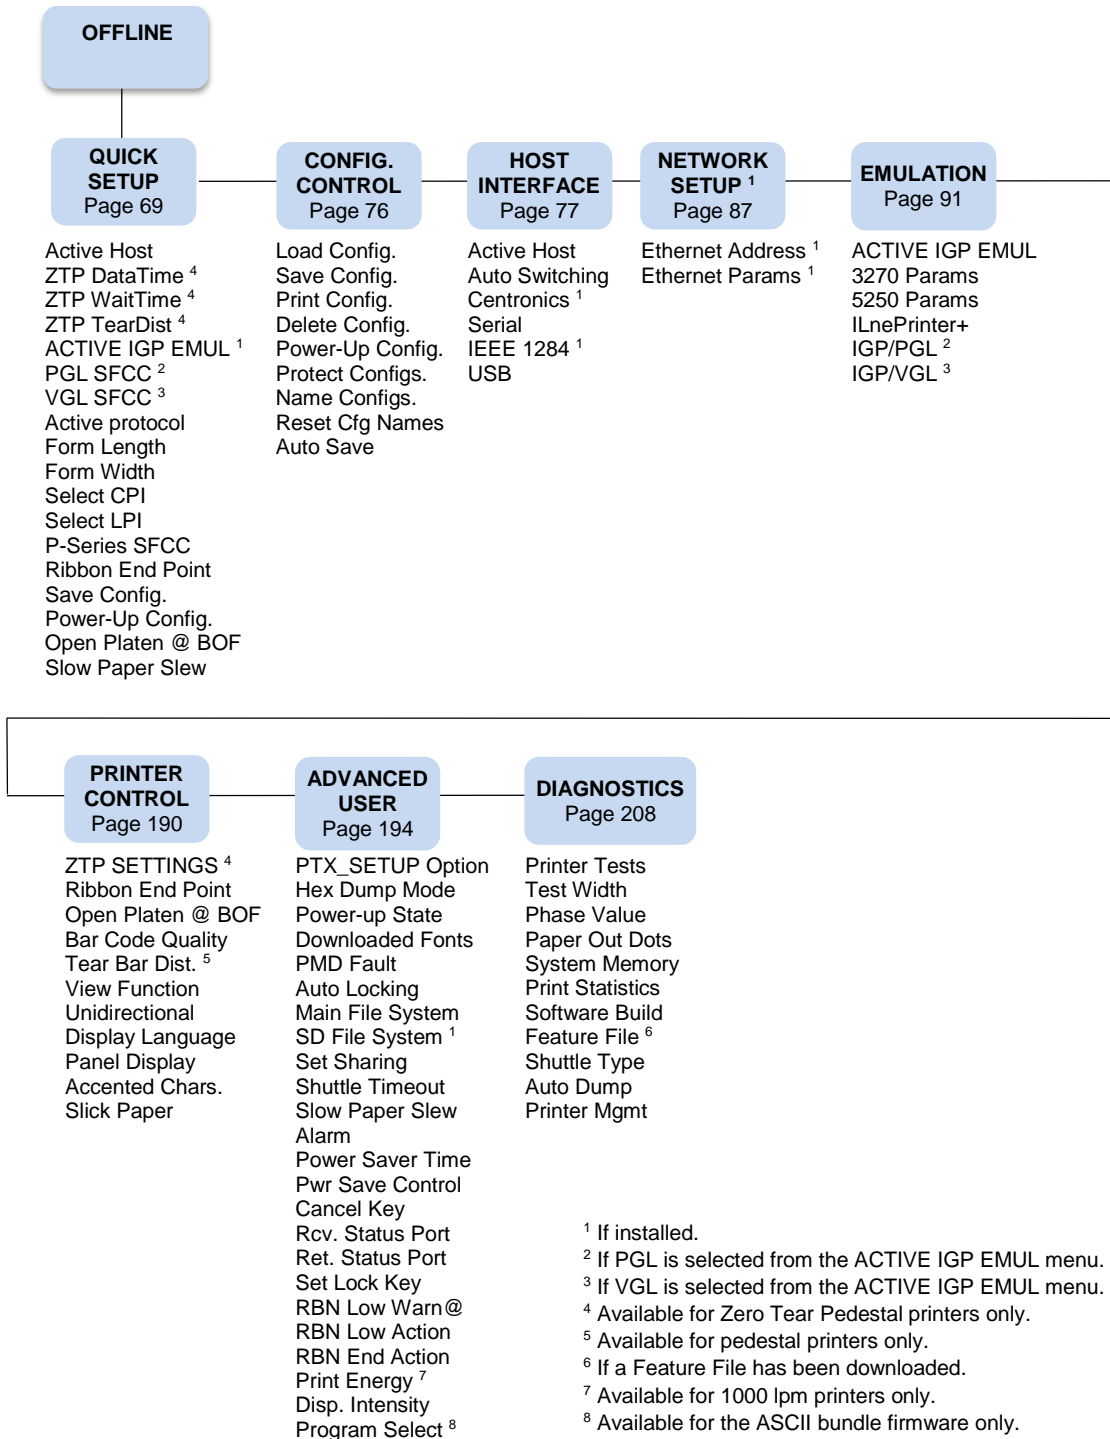 OFFLINE
QUICK
SETUP
Page 69
Active Host
ZTP DataTime 4
ZTP WaitTime 4
ZTP TearDist 4
ACTIVE IGP EMUL 1
PGL SFCC 2
VGL SFCC 3
Active protocol
Form Length
Form Width
Select CPI
Select LPI
P-Series SFCC
Ribbon End Point
Save Config.
Power-Up Config.
Open Platen @ BOF
Slow Paper Slew
CONFIG.
CONTROL
Page 76
Load Config.
Save Config.
Print Config.
Delete Config.
Power-Up Config.
Protect Configs.
Name Configs.
Reset Cfg Names
Auto Save
HOST
INTERFACE
Page 77
Active Host
Auto Switching
Centronics 1
Serial
IEEE 1284 1
USB
NETWORK
SETUP 1
Page 87
Ethernet Address 1
Ethernet Params 1
EMULATION
Page 91
ACTIVE IGP EMUL
3270 Params
5250 Params
ILnePrinter+
IGP/PGL 2
IGP/VGL 3
PRINTER
CONTROL
Page 190
ZTP SETTINGS 4
Ribbon End Point
Open Platen @ BOF
Bar Code Quality
Tear Bar Dist. 5
View Function
Unidirectional
Display Language
Panel Display
Accented Chars.
Slick Paper
ADVANCED
USER
Page 194
PTX_SETUP Option
Hex Dump Mode
Power-up State
Downloaded Fonts
PMD Fault
Auto Locking
Main File System
SD File System 1
Set Sharing
Shuttle Timeout
Slow Paper Slew
Alarm
Power Saver Time
Pwr Save Control
Cancel Key
Rcv. Status Port
Ret. Status Port
Set Lock Key
RBN Low Warn@
RBN Low Action
RBN End Action
Print Energy 7
Disp. Intensity
Program Select 8
DIAGNOSTICS
Page 208
Printer Tests
Test Width
Phase Value
Paper Out Dots
System Memory
Print Statistics
Software Build
Feature File 6
Shuttle Type
Auto Dump
Printer Mgmt
1 If installed.
2 If PGL is selected from the ACTIVE IGP EMUL menu.
3 If VGL is selected from the ACTIVE IGP EMUL menu.
4 Available for Zero Tear Pedestal printers only.
5 Available for pedestal printers only.
6 If a Feature File has been downloaded.
7 Available for 1000 lpm printers only.
8 Available for the ASCII bundle firmware only.